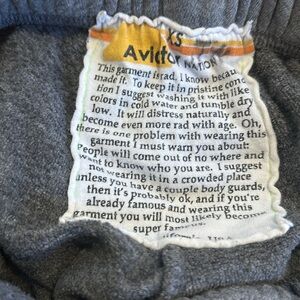 XS
Aviator NATION
This garment is rad, I know becau
made it. To keep it in pristine cond
tion I suggest washing it with like
colors in cold water and tumble dry
low. It will distress naturally and
become even more rad with age. Oh,
there is one problem with wearing this
garment I must warn you about:
People will come out of no where and
want to know who you are. I suggest
not wearing it in a crowded place
unless you have a couple body guards,
then it's probably ok, and if you're
already famous and wearing this
garment you will most likely become
super famous.